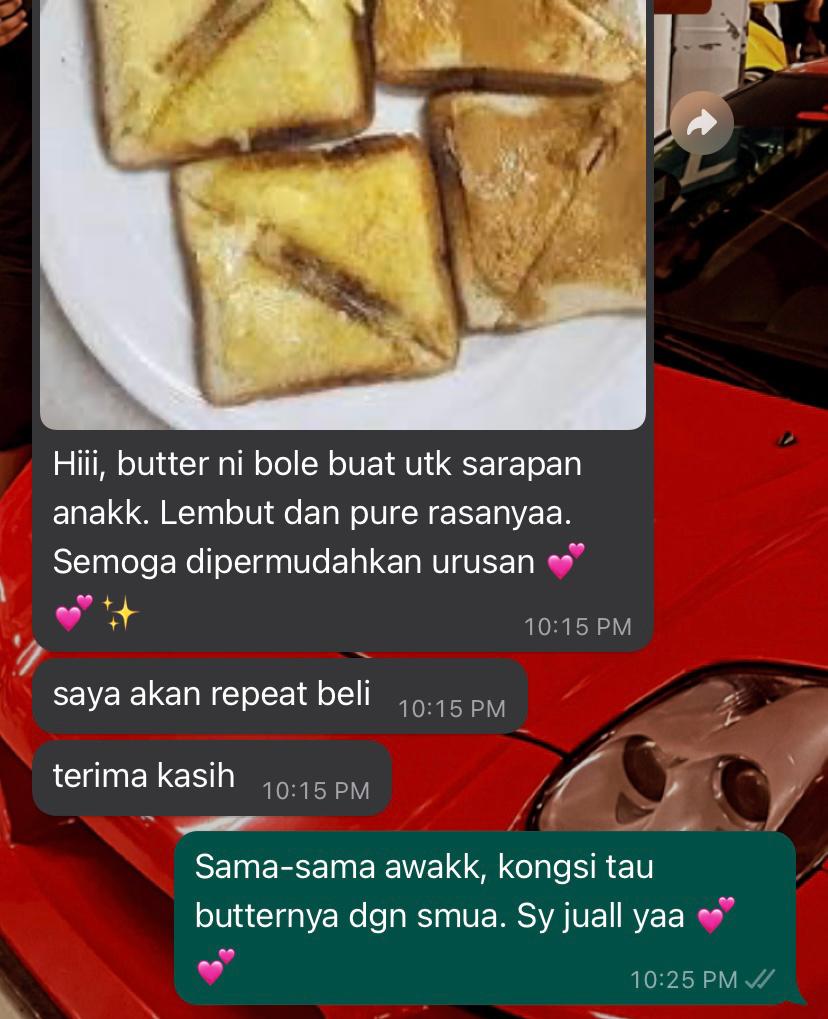 Hiii, butter ni bole buat utk sarapan
anakk. Lembut dan pure rasanyaa.
Semoga dipermudahkan urusan 💕
💕✨
10:15 PM
saya akan repeat beli
10:15 PM
terima kasih
10:15 PM
Sama-sama awakk, kongsi tau
butternya dgn smua. Sy juall yaa 💕
💕
10:25 PM